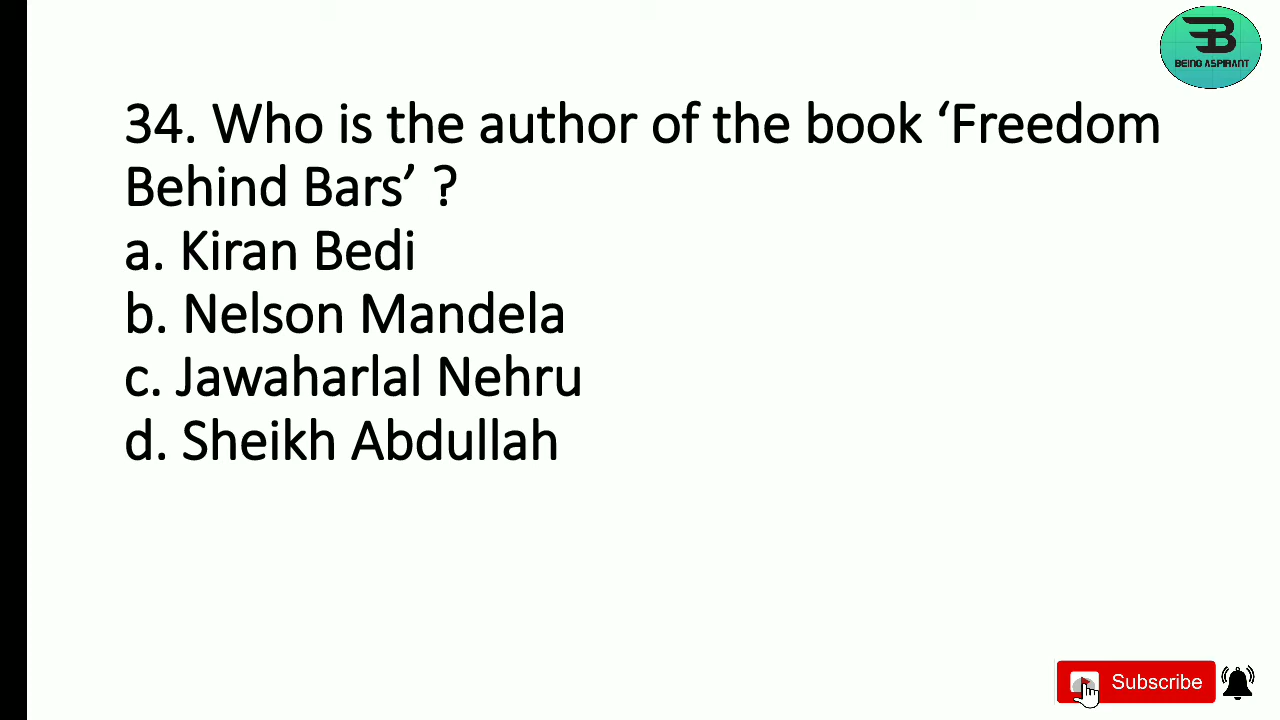 BEING ASPIRANT
34. Who is the author of the book ‘Freedom
Behind Bars’ ?
a. Kiran Bedi
b. Nelson Mandela
c. Jawaharlal Nehru
d. Sheikh Abdullah
Subscribe